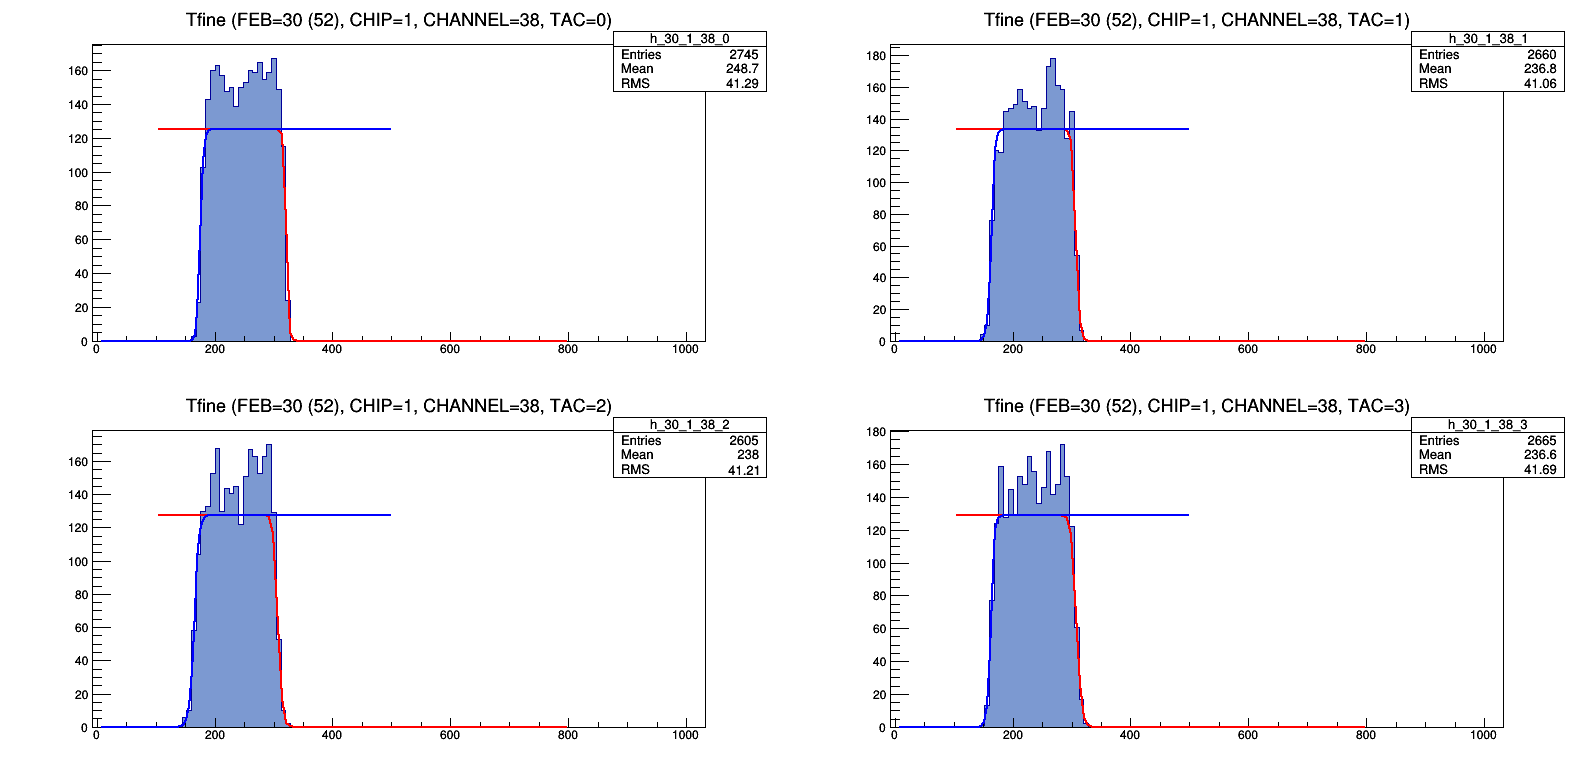 Tfine (FEB=30 (52), CHIP=1, CHANNEL=38, TAC=0)
h_30_1_38_0
Entries 2745
Mean 248.7
RMS 41.29
160
140
120
100
80
60
40
20
0
0 200 400 600 800 1000
Tfine (FEB=30 (52), CHIP=1, CHANNEL=38, TAC=1)
h_30_1_38_1
Entries 2660
Mean 236.8
RMS 41.06
180
160
140
120
100
80
60
40
20
0
0 200 400 600 800 1000
Tfine (FEB=30 (52), CHIP=1, CHANNEL=38, TAC=2)
h_30_1_38_2
Entries 2605
Mean 238
RMS 41.21
160
140
120
100
80
60
40
20
0
0 200 400 600 800 1000
Tfine (FEB=30 (52), CHIP=1, CHANNEL=38, TAC=3)
h_30_1_38_3
Entries 2665
Mean 236.6
RMS 41.69
180
160
140
120
100
80
60
40
20
0
0 200 400 600 800 1000